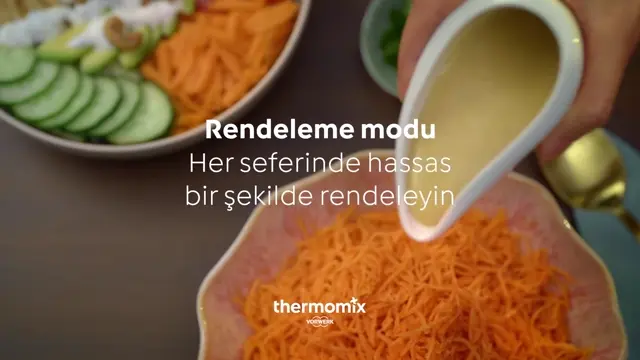 Rendeleme modu
Her seferinde hassas
bir şekilde rendeleyin
thermomix
VORWERK